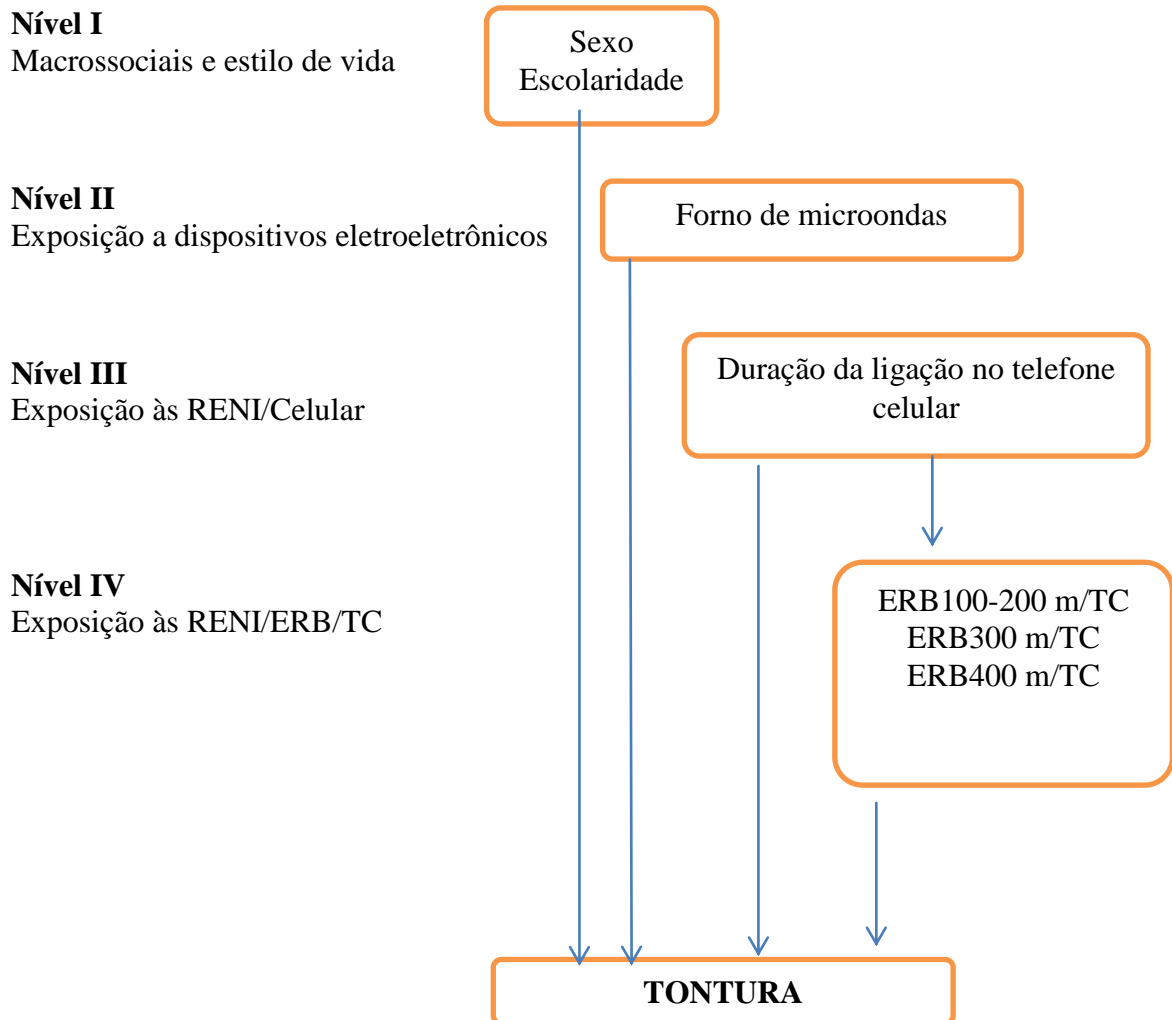 Nível I
Macrossociais e estilo de vida
Sexo
Escolaridade
Nível II
Exposição a dispositivos eletroeletrônicos
Forno de microondas
Nível III
Exposição às RENI/Celular
Duração da ligação no telefone
celular
Nível IV
Exposição às RENI/ERB/TC
ERB100-200 m/TC
ERB300 m/TC
ERB400 m/TC
TONTURA